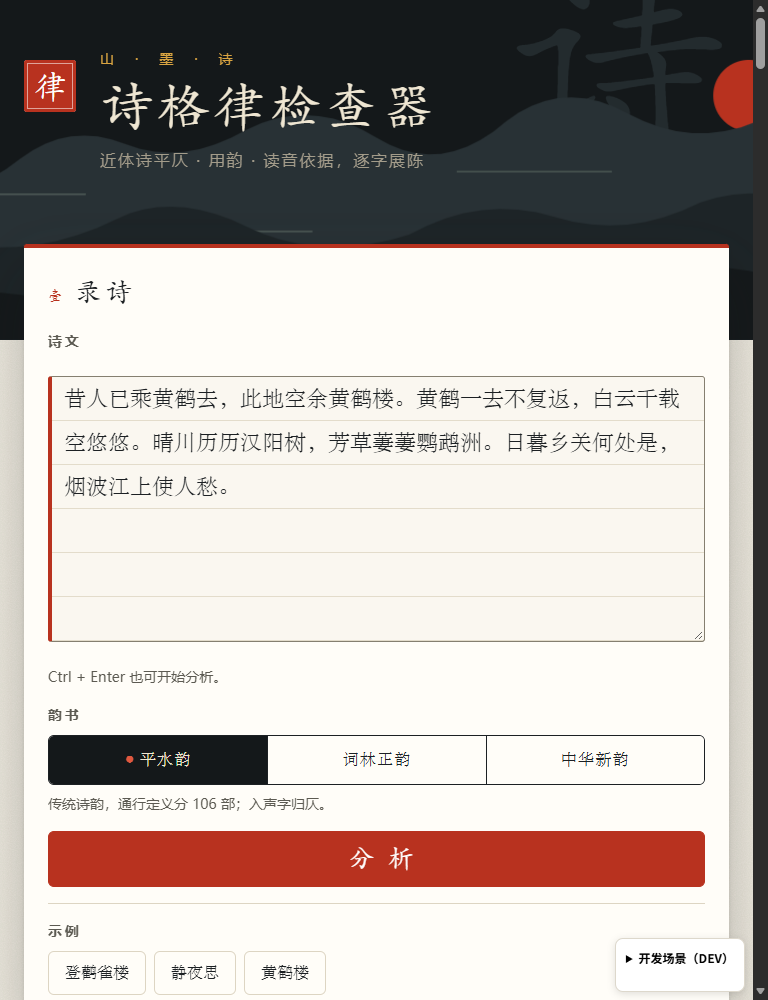 诗
律
山 · 墨 · 诗
诗格律检查器
近体诗平仄 · 用韵 · 读音依据，逐字展陈
壹 录诗
诗文
昔人已乘黄鹤去，此地空余黄鹤楼。黄鹤一去不复返，白云千载
空悠悠。晴川历历汉阳树，芳草萋萋鹦鹉洲。日暮乡关何处是，
烟波江上使人愁。
Ctrl + Enter 也可开始分析。
韵书
平水韵 词林正韵 中华新韵
传统诗韵，通行定义分 106 部；入声字归仄。
分析
示例
登鹳雀楼 静夜思 黄鹤楼
▶ 开发场景（DEV）